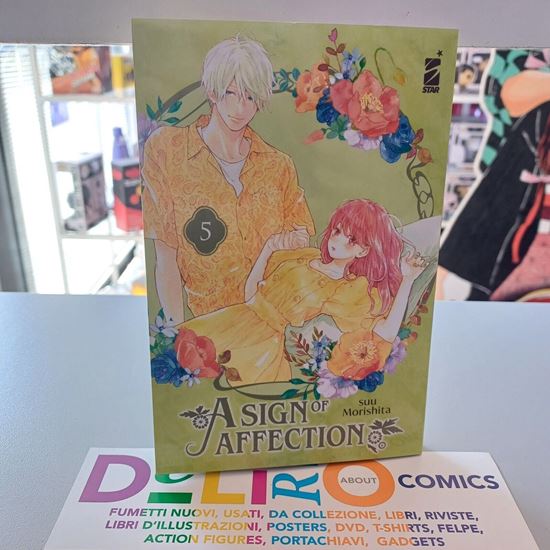 STAR
5
A SIGN OF
AFFECTION
suu
Morishita
DeLiRO ABOUT COMICS
FUMETTI NUOVI, USATI, DA COLLEZIONE, LIBRI, RIVISTE,
LIBRI D'ILLUSTRAZIONI, POSTERS, DVD, T-SHIRTS, FELPE,
ACTION FIGURES, PORTACHIAVI, GADGETS